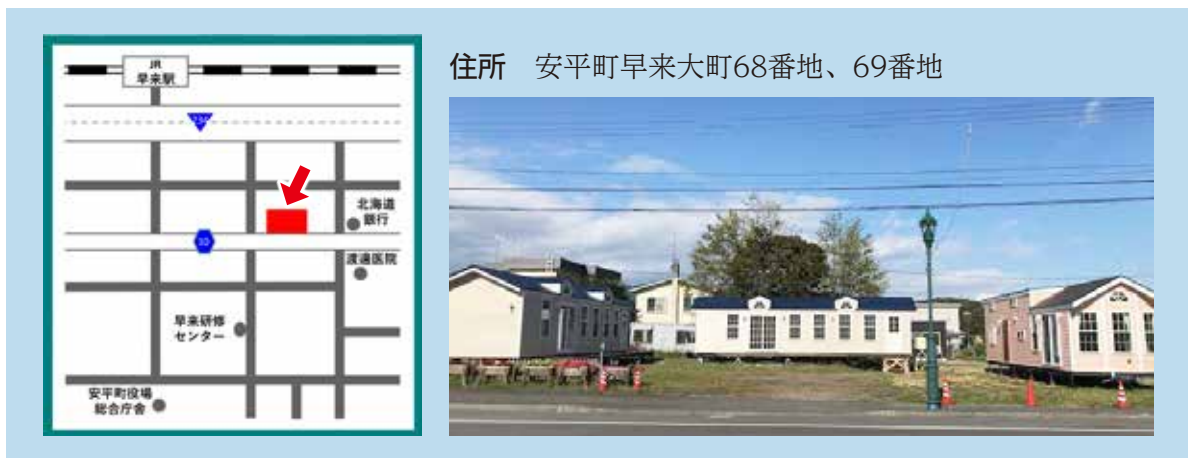 JR
早来駅
住所　安平町早来大町68番地、69番地
234
北海道
銀行
30
渡邉医院
早来研修
センター
安平町役場
総合庁舎